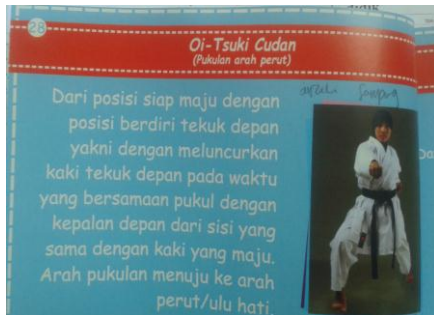 28
Oi-Tsuki Cudan
(Pukulan arah perut)
Dari posisi siap maju dengan
posisi berdiri tekuk depan
yakni dengan meluncurkan
kaki tekuk depan pada waktu
yang bersamaan pukul dengan
kepalan depan dari sisi yang
sama dengan kaki yang maju.
Arah pukulan menuju ke arah
perut/ulu hati.
Da